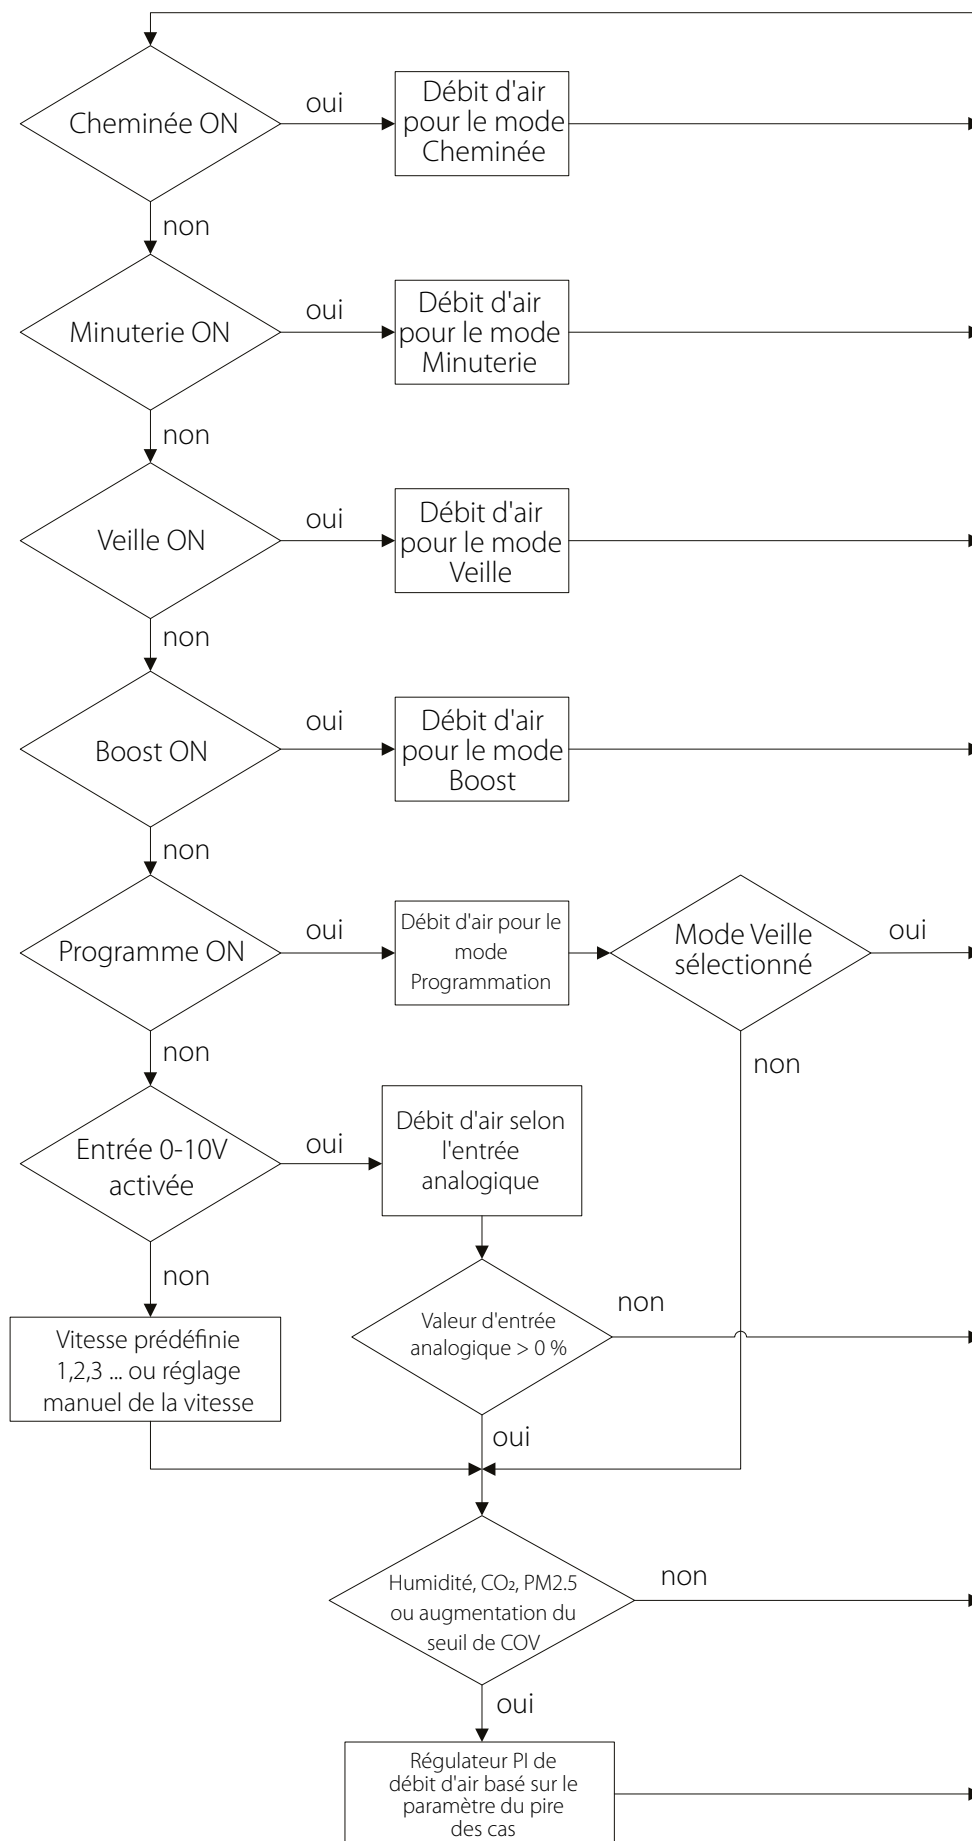 Cheminée ON
oui
Débit d'air
pour le mode
Cheminée
non
Minuterie ON
oui
Débit d'air
pour le mode
Minuterie
non
Veille ON
oui
Débit d'air
pour le mode
Veille
non
Boost ON
oui
Débit d'air
pour le mode
Boost
non
Programme ON
oui
Débit d'air pour le
mode
Programmation
Mode Veille
sélectionné
oui
non
non
Entrée 0-10V
activée
oui
Débit d'air selon
l'entrée
analogique
non
Vitesse prédéfinie
1,2,3 ... ou réglage
manuel de la vitesse
Valeur d'entrée
analogique > 0 %
non
oui
Humidité, CO₂, PM2.5
ou augmentation du
seuil de COV
non
oui
Régulateur PI de
débit d'air basé sur le
paramètre du pire
des cas